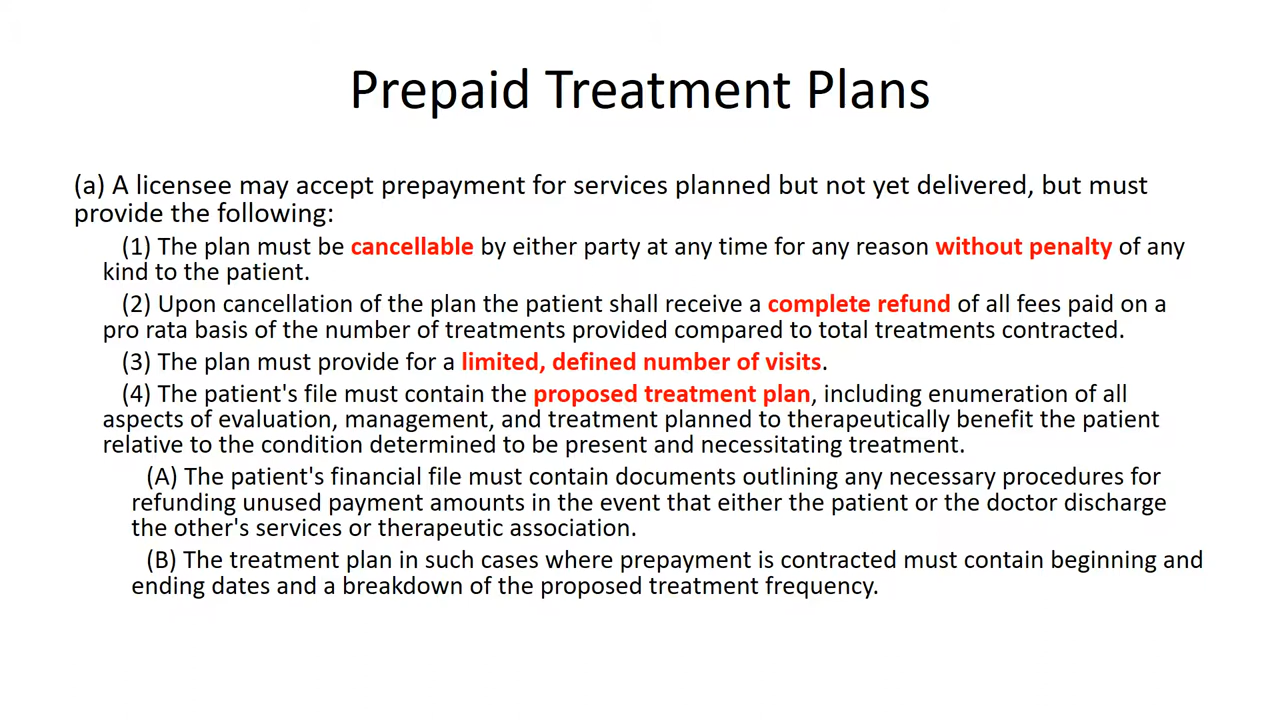 Prepaid Treatment Plans
(a) A licensee may accept prepayment for services planned but not yet delivered, but must
provide the following:
(1) The plan must be cancellable by either party at any time for any reason without penalty of any
kind to the patient.
(2) Upon cancellation of the plan the patient shall receive a complete refund of all fees paid on a
pro rata basis of the number of treatments provided compared to total treatments contracted.
(3) The plan must provide for a limited, defined number of visits.
(4) The patient's file must contain the proposed treatment plan, including enumeration of all
aspects of evaluation, management, and treatment planned to therapeutically benefit the patient
relative to the condition determined to be present and necessitating treatment.
(A) The patient's financial file must contain documents outlining any necessary procedures for
refunding unused payment amounts in the event that either the patient or the doctor discharge
the other's services or therapeutic association.
(B) The treatment plan in such cases where prepayment is contracted must contain beginning and
ending dates and a breakdown of the proposed treatment frequency.